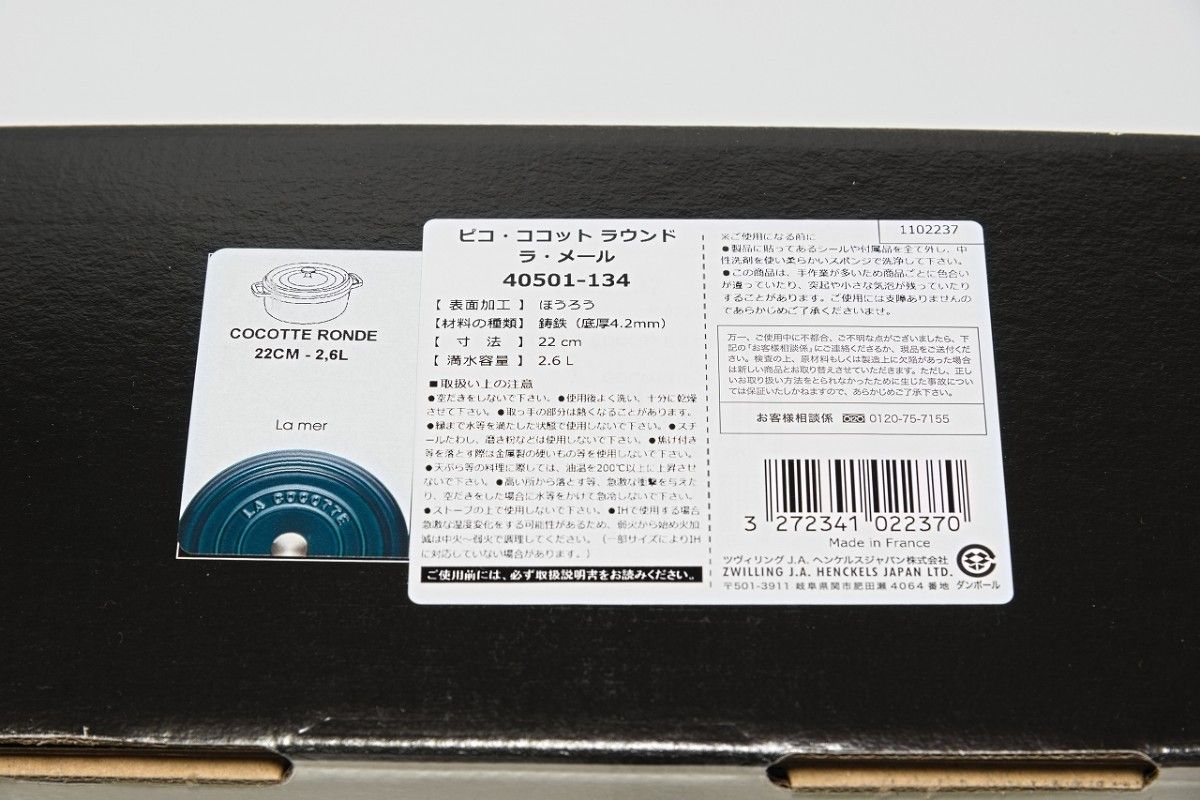 COCOTTE RONDE
22CM - 2,6L
La mer
LA COCOTTE
ピコ・ココット ラウンド
ラ・メール
40501-134
【 表面加工 】 ほうろう
【材料の種類】 鋳鉄（底厚4.2mm）
【 寸 法 】 22 cm
【 満水容量 】 2.6 L
■取扱い上の注意
●空だきをしないで下さい。●使用後よく洗い、十分に乾燥
させて下さい。●取っ手の部分は熱くなることがあります。
●縁まで水等を満たした状態で使用しないで下さい。●スチ
ールたわし、磨き粉などは使用しないで下さい。●焦げ付き
等を落とす際は金属製の硬いもの等を使用しないで下さい。
●天ぷら等の料理に際しては、油温を200℃以上に上昇させ
ないで下さい。●高い所から落とす等、急激な衝撃を与えた
り、空だきをした場合に水等をかけて急冷しないで下さい。
●ストーブの上で使用しないで下さい。●IHで使用する場合
急激な温度変化をする可能性があるため、弱火から始め火加
減は中火～弱火で調理してください。（一部サイズによりIH
に対応していない場合があります。）
ご使用前には、必ず取扱説明書をお読みください。
1102237
※ご使用になる前に
●製品に貼ってあるシールや付属品を全て外し、中
性洗剤を使い柔らかいスポンジで洗浄して下さい。
●この商品は、手作業が多いため商品ごとに色合い
が違っていたり、突起や小さな気泡が残っていたり
することがあります。ご使用には支障ありませんの
であらかじめご了承くださいませ。
万一、ご使用中に不都合、ご不明な点がございましたら、下
記の「お客様相談係」にご連絡くださるか、現品をご送付くだ
さい。検査の上、原材料もしくは製造上に欠陥があった場合
は新しい商品とお取り替えさせていただきます。ただし、正し
いお取り扱い方法をとられなかったために生じた事故につい
ては保証いたしかねますので、あらかじめご了承下さい。
お客様相談係 0120-75-7155
3 272341 022370
Made in France
ツヴィリング J.A. ヘンケルスジャパン株式会社
ZWILLING J.A. HENCKELS JAPAN LTD.
〒501-3911 岐阜県関市肥田瀬 4064 番地
ダンボール